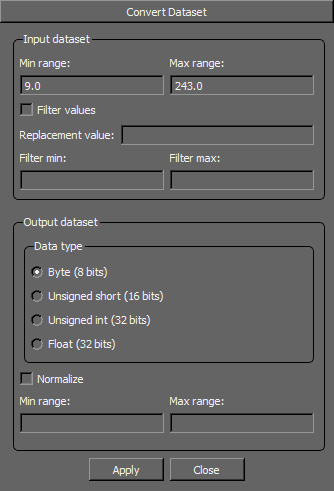 Convert Dataset
Input dataset
Min range: Max range:
9.0 243.0
Filter values
Replacement value:
Filter min: Filter max:
Output dataset
Data type
Byte (8 bits)
Unsigned short (16 bits)
Unsigned int (32 bits)
Float (32 bits)
Normalize
Min range: Max range:
Apply Close